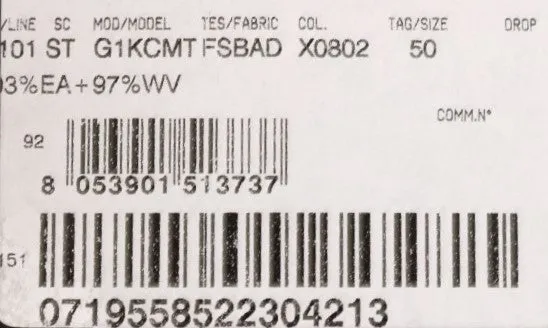 /LINE SC MOD/MODEL TES/FABRIC COL. TAG/SIZE DROP
101 ST G1KCMT FSBAD X0802 50
03%EA+97%WV
COMM.N°
92
8 053901 513737
151
0719558522304213